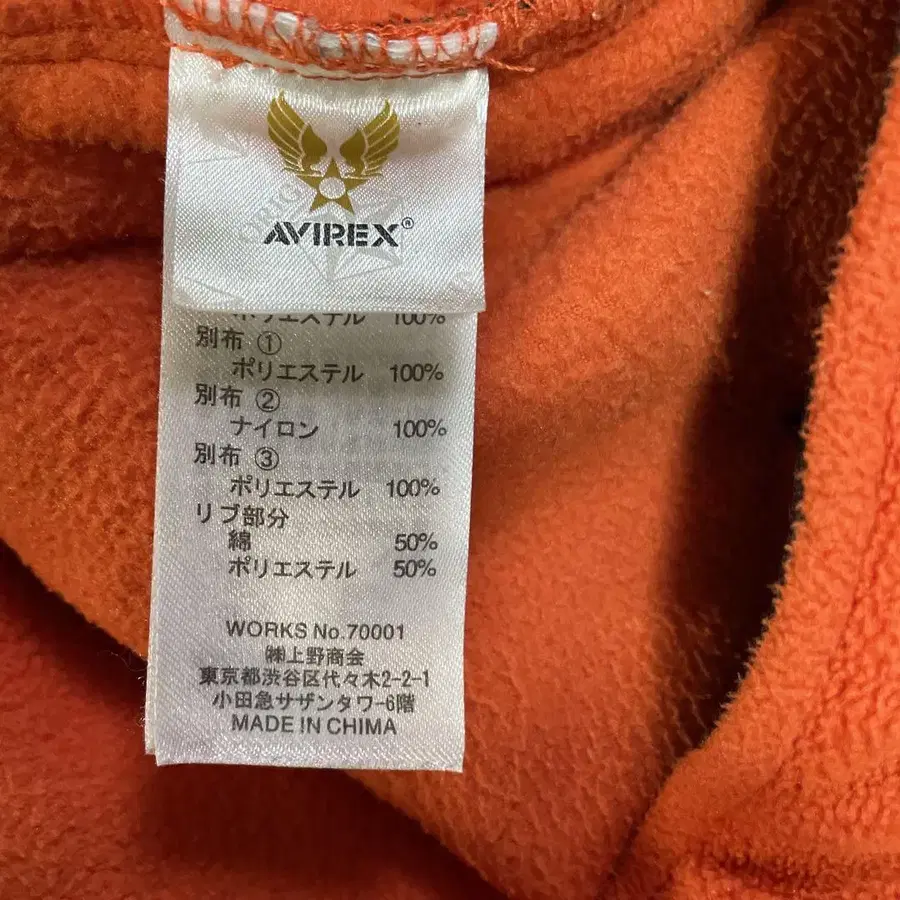 AVIREX®
ポリエステル 100%
別布 ①
ポリエステル 100%
別布 ②
ナイロン 100%
別布 ③
ポリエステル 100%
リブ部分
綿 50%
ポリエステル 50%
WORKS No.70001
㈱上野商会
東京都渋谷区代々木2-2-1
小田急サザンタワ-6階
MADE IN CHIMA